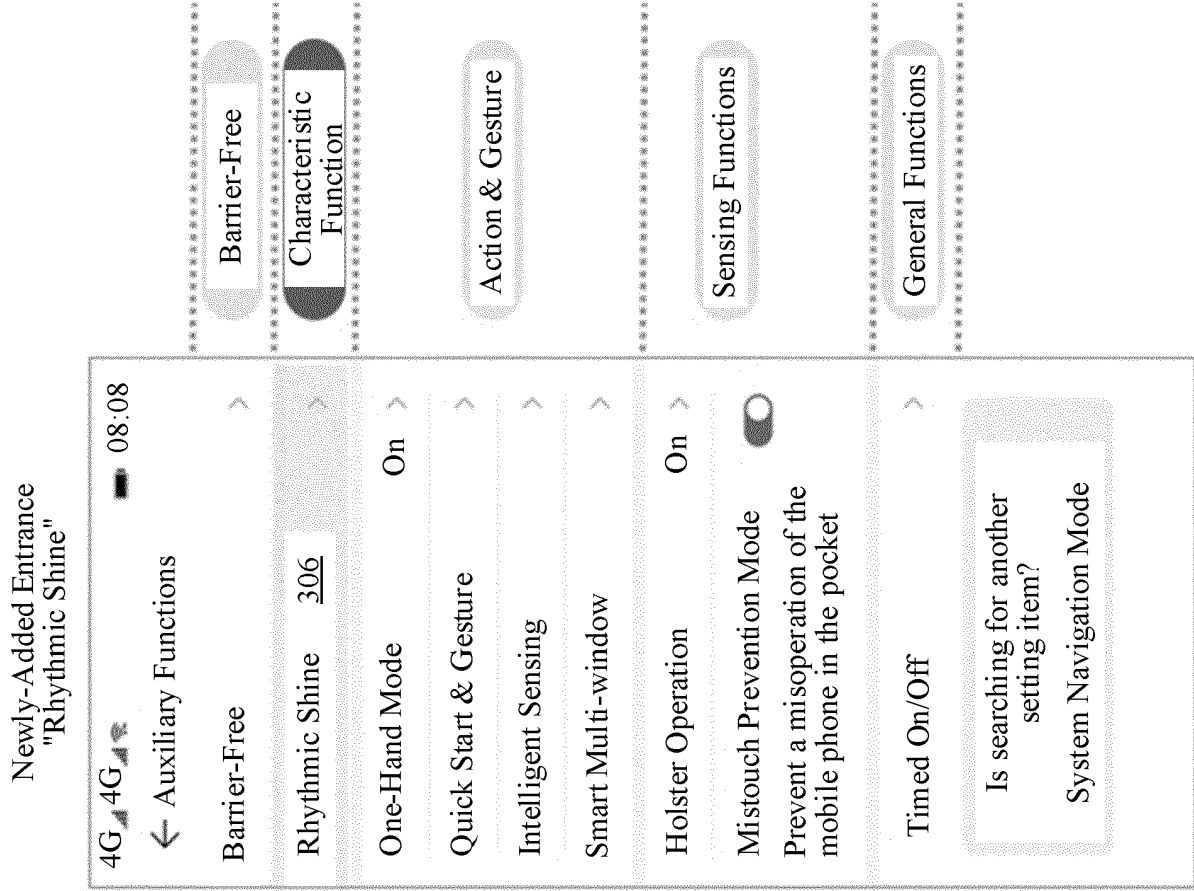 Newly-Added Entrance
"Rhythmic Shine"
4G 4G 08:08
← Auxiliary Functions
Barrier-Free
Barrier-Free
Rhythmic Shine 306
Characteristic
Function
One-Hand Mode On
Quick Start & Gesture
Intelligent Sensing
Smart Multi-window
Action & Gesture
Holster Operation On
Mistouch Prevention Mode
Prevent a misoperation of the
mobile phone in the pocket
Sensing Functions
Timed On/Off
General Functions
Is searching for another
setting item?
System Navigation Mode